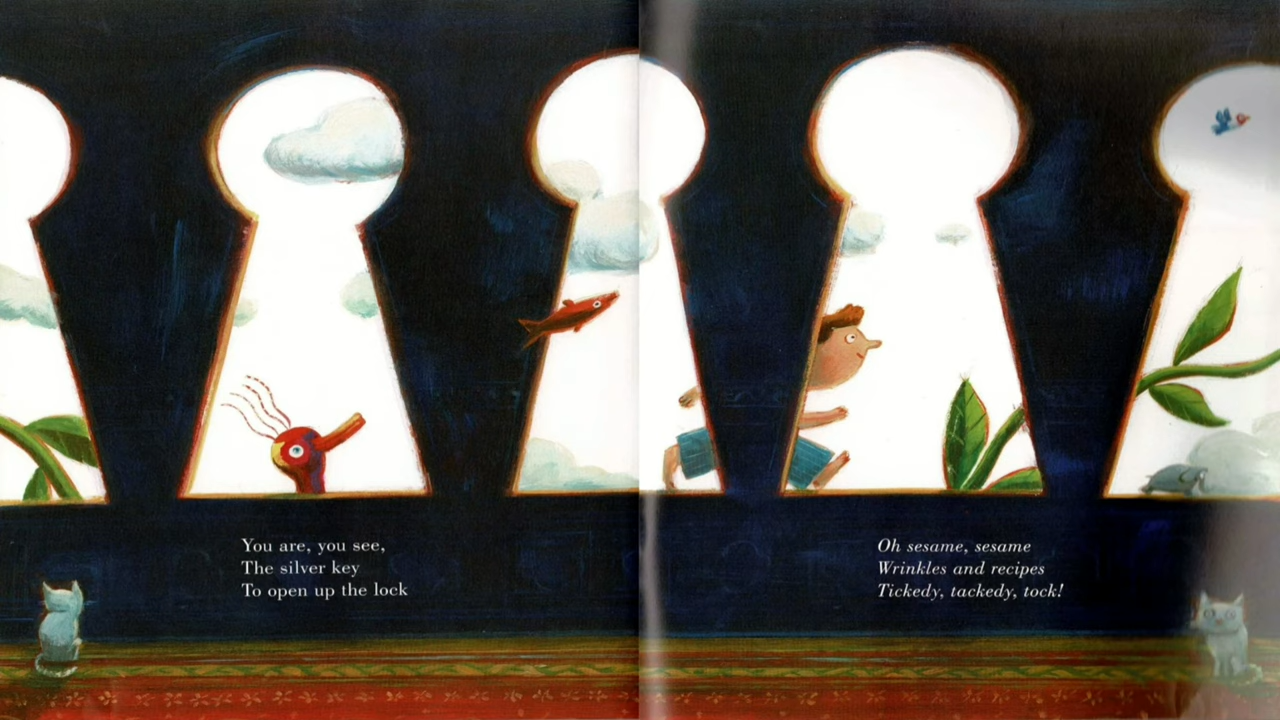 You are, you see,
The silver key
To open up the lock
Oh sesame, sesame
Wrinkles and recipes
Tickedy, tackedy, tock!